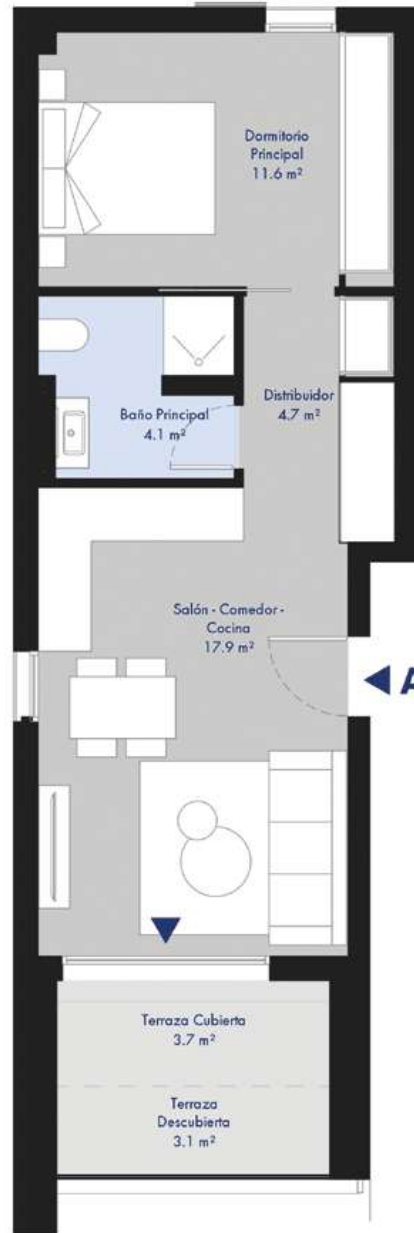 Dormitorio
Principal
11.6 m²
Distribuidor
4.7 m²
Baño Principal
4.1 m²
Salón - Comedor -
Cocina
17.9 m²
A
Terraza Cubierta
3.7 m²
Terraza
Descubierta
3.1 m²